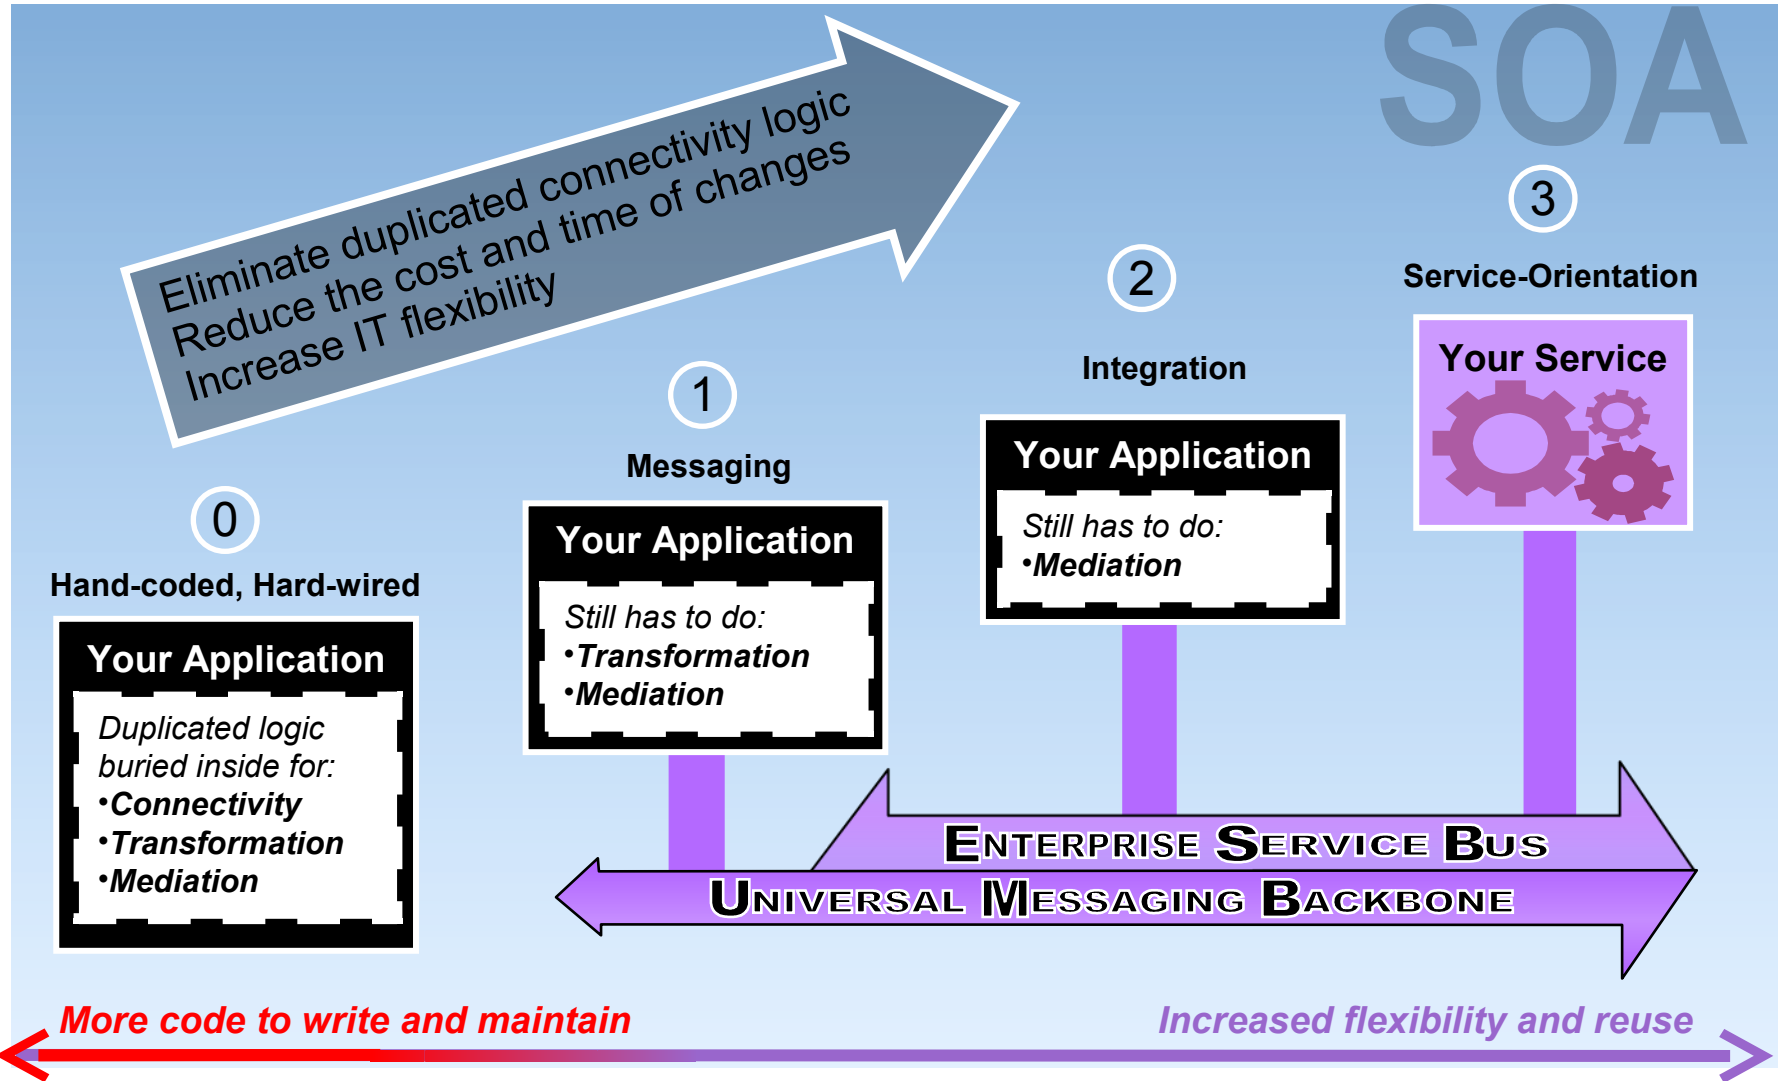 SOA
Eliminate duplicated connectivity logic
Reduce the cost and time of changes
Increase IT flexibility
0
Hand-coded, Hard-wired
Your Application
Duplicated logic
buried inside for:
•Connectivity
•Transformation
•Mediation
1
Messaging
Your Application
Still has to do:
•Transformation
•Mediation
2
Integration
Your Application
Still has to do:
•Mediation
3
Service-Orientation
Your Service
ENTERPRISE SERVICE BUS
UNIVERSAL MESSAGING BACKBONE
More code to write and maintain
Increased flexibility and reuse